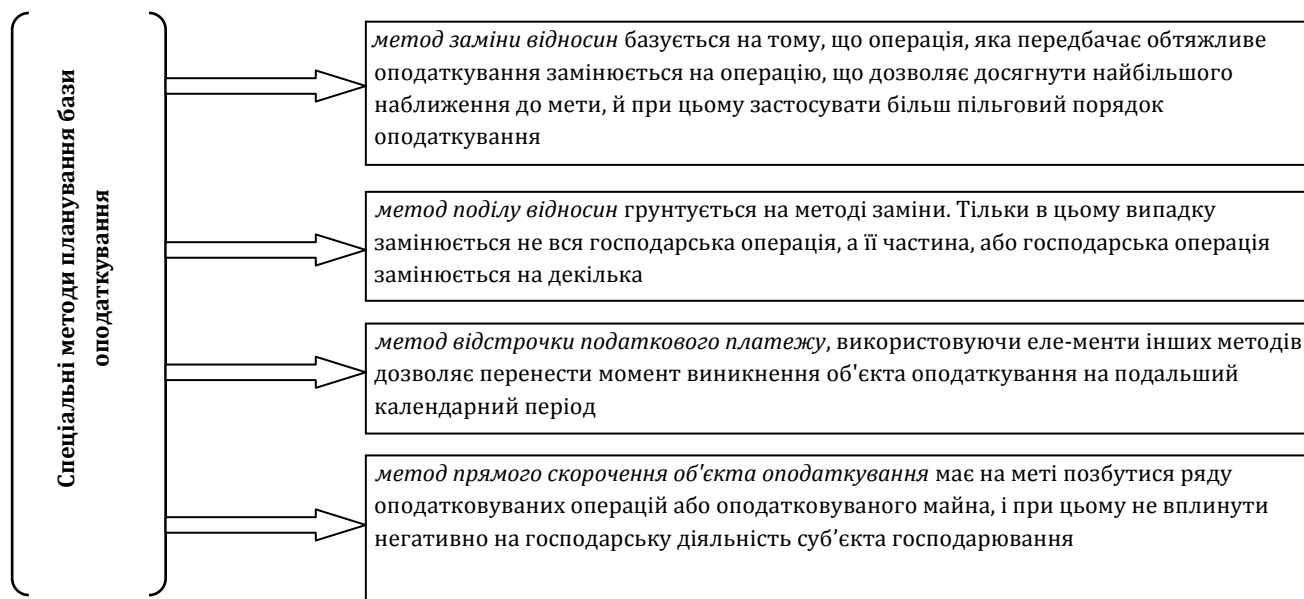 Спеціальні методи планування бази
оподаткування
метод заміни відносин базується на тому, що операція, яка передбачає обтяжливе
оподаткування замінюється на операцію, що дозволяє досягнути найбільшого
наближення до мети, й при цьому застосувати більш пільговий порядок
оподаткування
метод поділу відносин грунтується на методі заміни. Тільки в цьому випадку
замінюється не вся господарська операція, а її частина, або господарська операція
замінюється на декілька
метод відстрочки податкового платежу, використовуючи еле-менти інших методів
дозволяє перенести момент виникнення об'єкта оподаткування на подальший
календарний період
метод прямого скорочення об'єкта оподаткування має на меті позбутися ряду
оподатковуваних операцій або оподатковуваного майна, і при цьому не вплинути
негативно на господарську діяльність суб’єкта господарювання